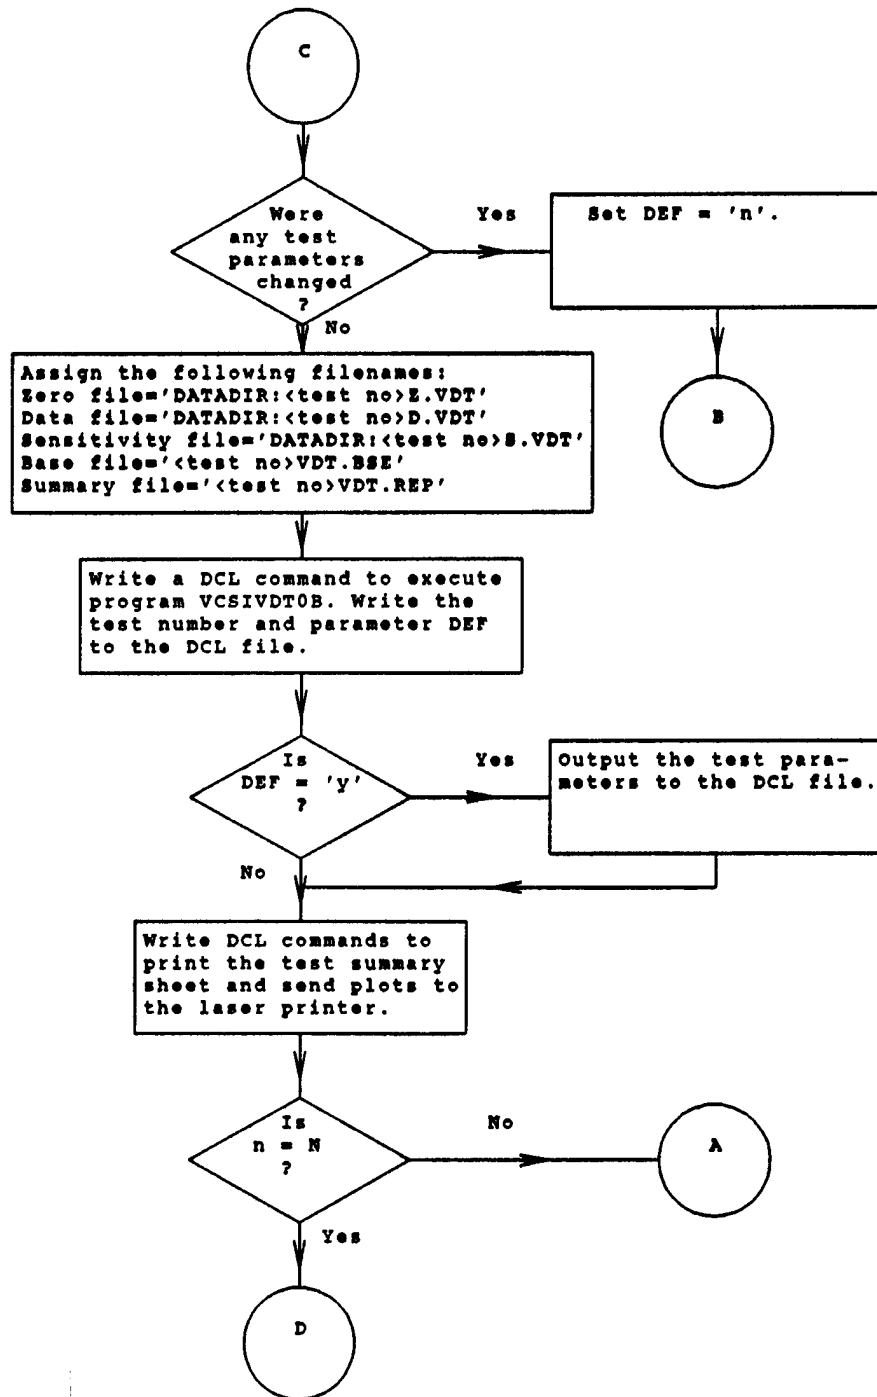 C
Were
any test
parameters
changed
?
Yes
Set DEF = 'n'.
No
B
Assign the following filenames:
Zero file='DATADIR:<test no>Z.VDT'
Data file='DATADIR:<test no>D.VDT'
Sensitivity file='DATADIR:<test no>S.VDT'
Base file='<test no>VDT.BSE'
Summary file='<test no>VDT.REP'
Write a DCL command to execute
program VCSIVDT0B. Write the
test number and parameter DEF
to the DCL file.
Is
DEF = 'y'
?
Yes
Output the test para-
meters to the DCL file.
No
Write DCL commands to
print the test summary
sheet and send plots to
the laser printer.
Is
n = N
?
No
A
Yes
D